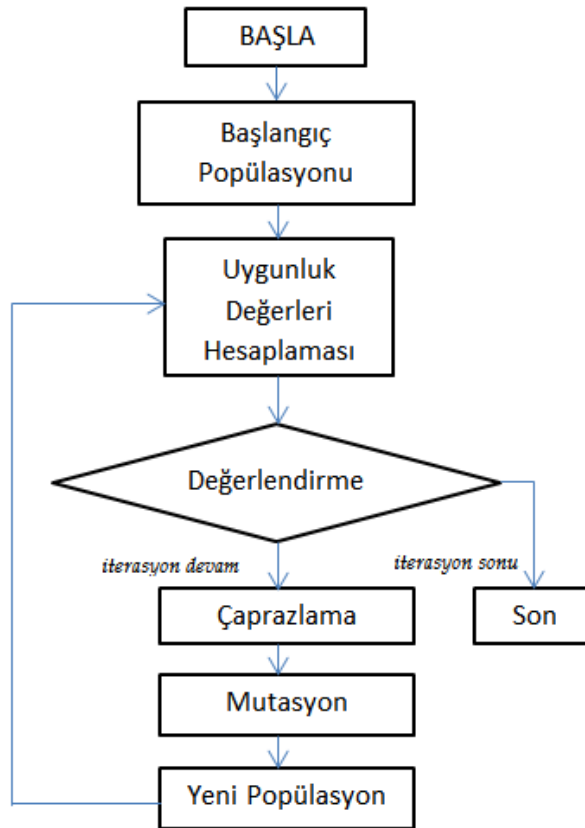 BAŞLA
Başlangıç
Popülasyonu
Uygunluk
Değerleri
Hesaplaması
Değerlendirme
iterasyon devam
iterasyon sonu
Çaprazlama
Son
Mutasyon
Yeni Popülasyon